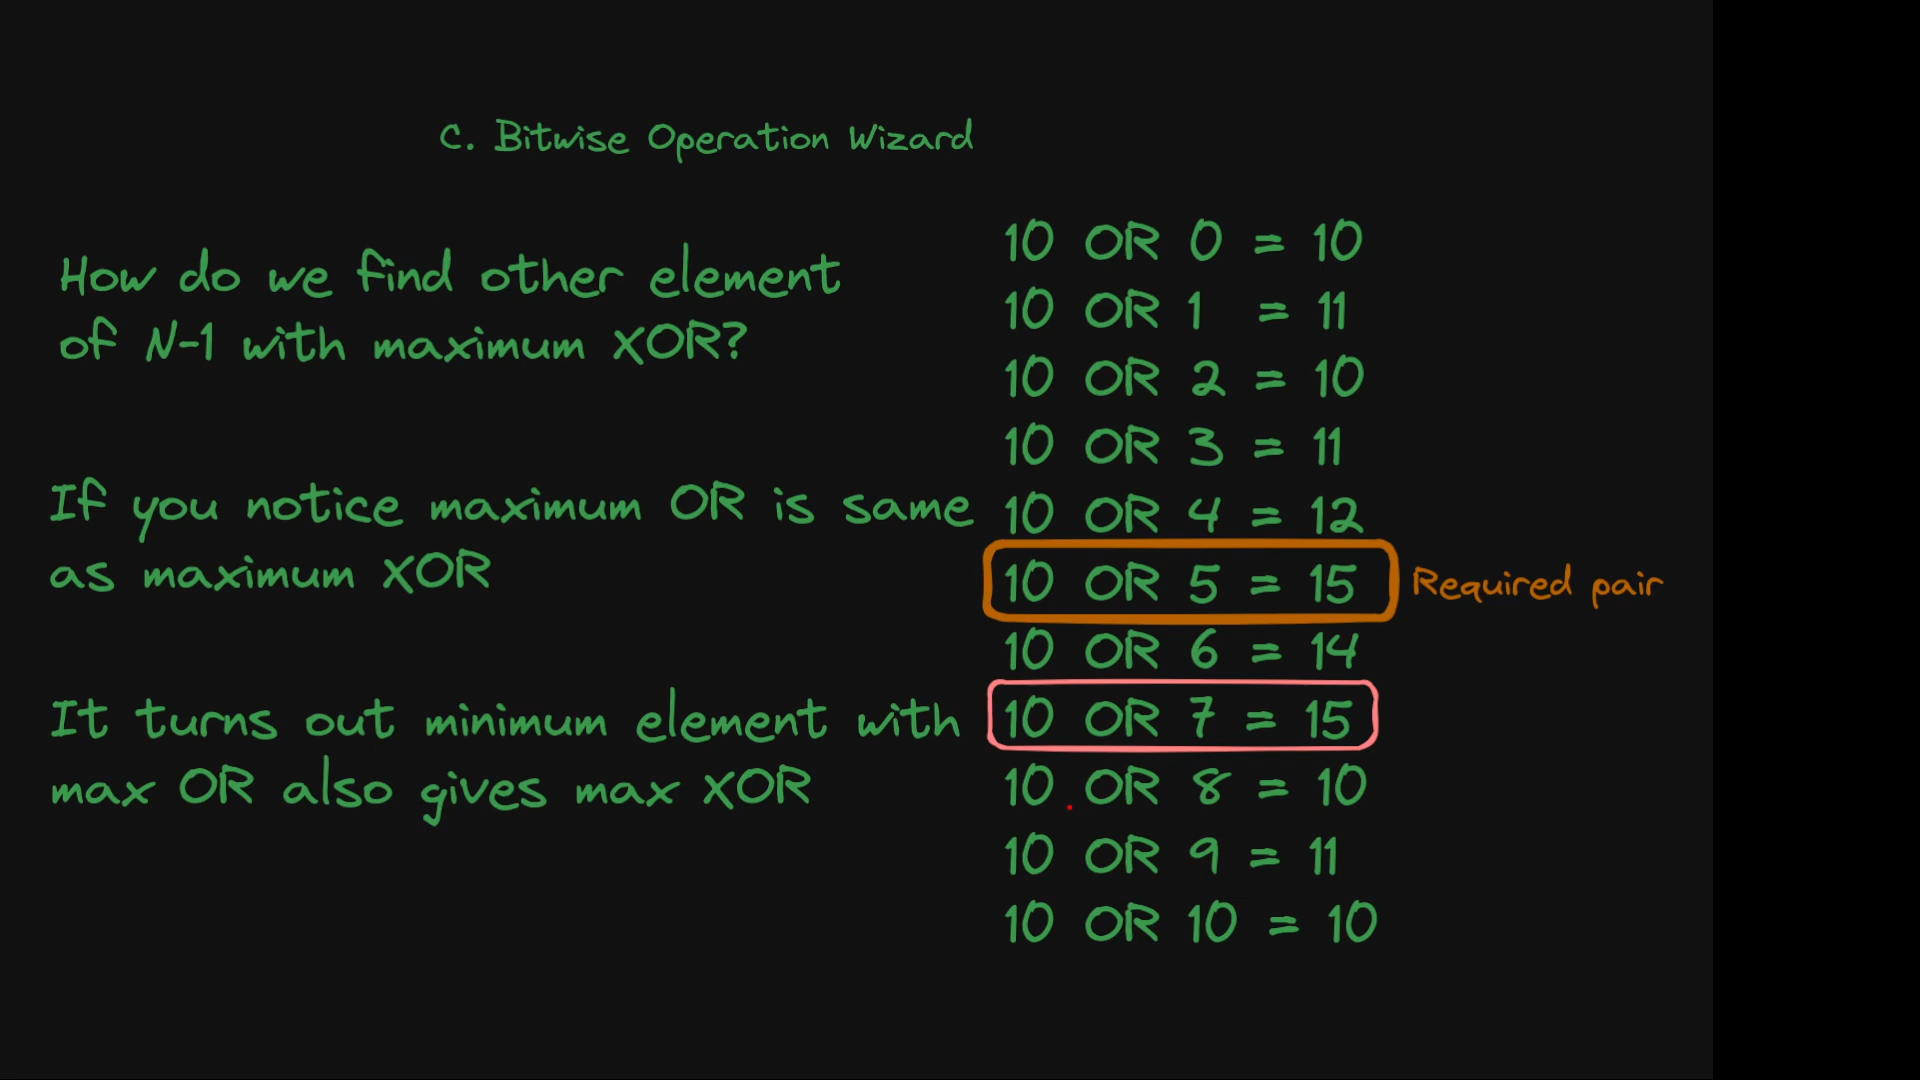 C. Bitwise Operation Wizard
How do we find other element
of N-1 with maximum XOR?
If you notice maximum OR is same
as maximum XOR
It turns out minimum element with
max OR also gives max XOR
10 OR 0 = 10
10 OR 1 = 11
10 OR 2 = 10
10 OR 3 = 11
10 OR 4 = 12
10 OR 5 = 15 Required pair
10 OR 6 = 14
10 OR 7 = 15
10 OR 8 = 10
10 OR 9 = 11
10 OR 10 = 10